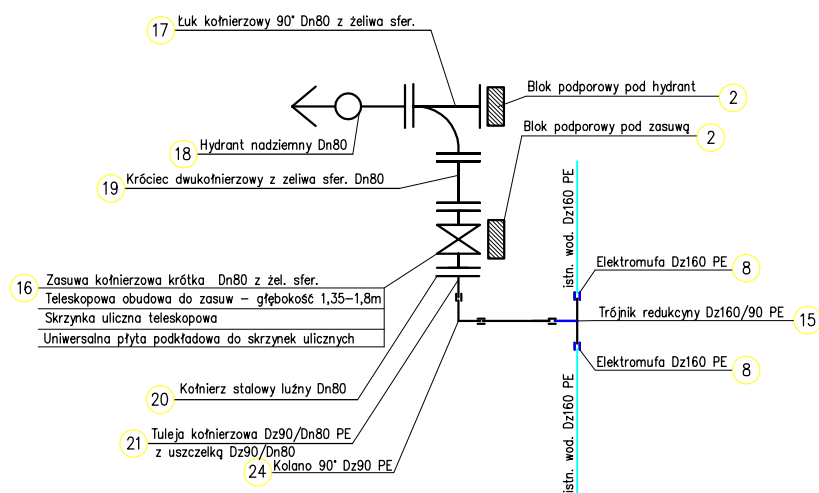 17 Łuk kołnierzowy 90° Dn80 z żeliwa sfer.
Blok podporowy pod hydrant 2
Blok podporowy pod zasuwą 2
18 Hydrant nadziemny Dn80
19 Króciec dwukołnierzowy z zeliwa sfer. Dn80
istn. wod. Dz160 PE
Elektromufa Dz160 PE 8
16 Zasuwa kołnierzowa krótka Dn80 z żel. sfer.
Teleskopowa obudowa do zasuw – głębokość 1,35–1,8m
Skrzynka uliczna teleskopowa
Uniwersalna płyta podkładowa do skrzynek ulicznych
Trójnik redukcyny Dz160/90 PE 15
Elektromufa Dz160 PE 8
20 Kołnierz stalowy luźny Dn80
istn. wod. Dz160 PE
21 Tuleja kołnierzowa Dz90/Dn80 PE
z uszczelką Dz90/Dn80
24 Kolano 90° Dz90 PE